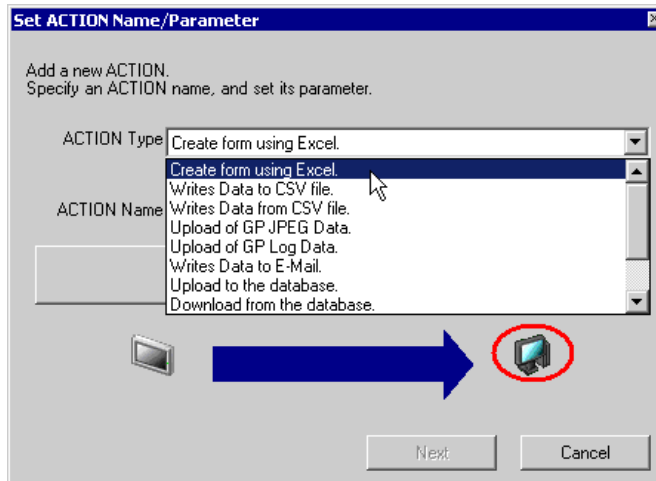 Set ACTION Name/Parameter
Add a new ACTION.
Specify an ACTION name, and set its parameter.
ACTION Type Create form using Excel.
Create form using Excel.
Writes Data to CSV file.
ACTION Name Writes Data from CSV file.
Upload of GP JPEG Data.
Upload of GP Log Data.
Writes Data to E-Mail.
Upload to the database.
Download from the database.
Next Cancel